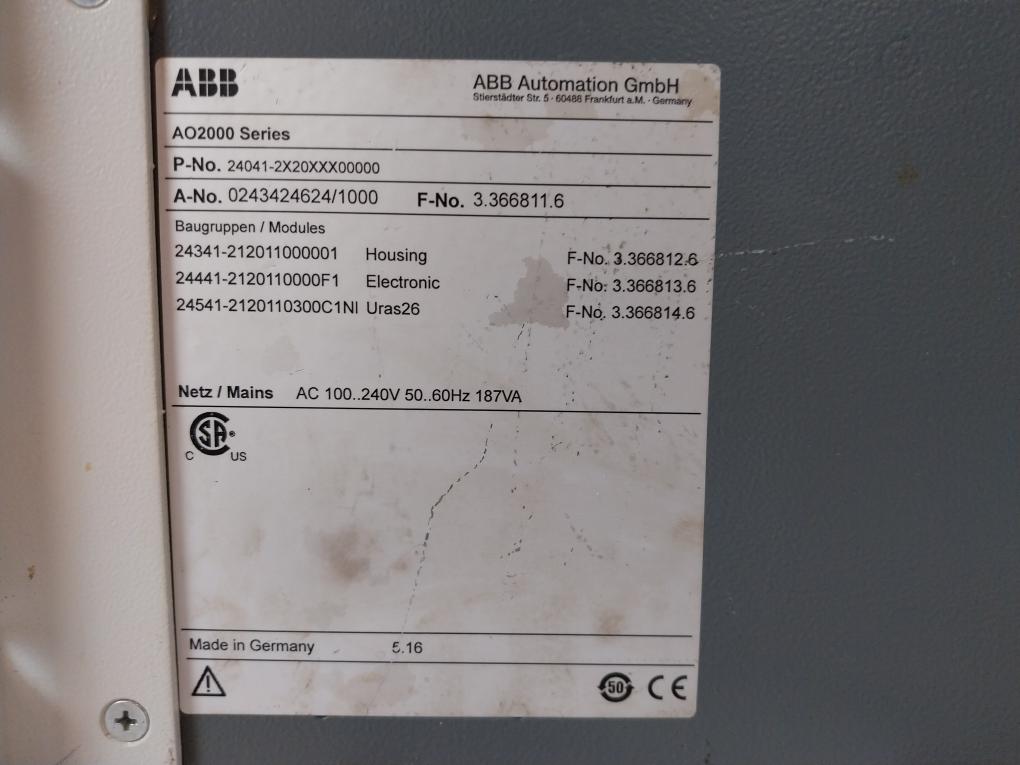 ABB
ABB Automation GmbH
Stierstädter Str. 5 · 60488 Frankfurt a.M. · Germany
AO2000 Series
P-No. 24041-2X20XXX00000
A-No. 0243424624/1000 F-No. 3.366811.6
Baugruppen / Modules
24341-212011000001 Housing F-No. 3.366812.6
24441-2120110000F1 Electronic F-No. 3.366813.6
24541-2120110300C1NI Uras26 F-No. 3.366814.6
Netz / Mains AC 100..240V 50..60Hz 187VA
SA®
C US
Made in Germany 5.16
50 CE